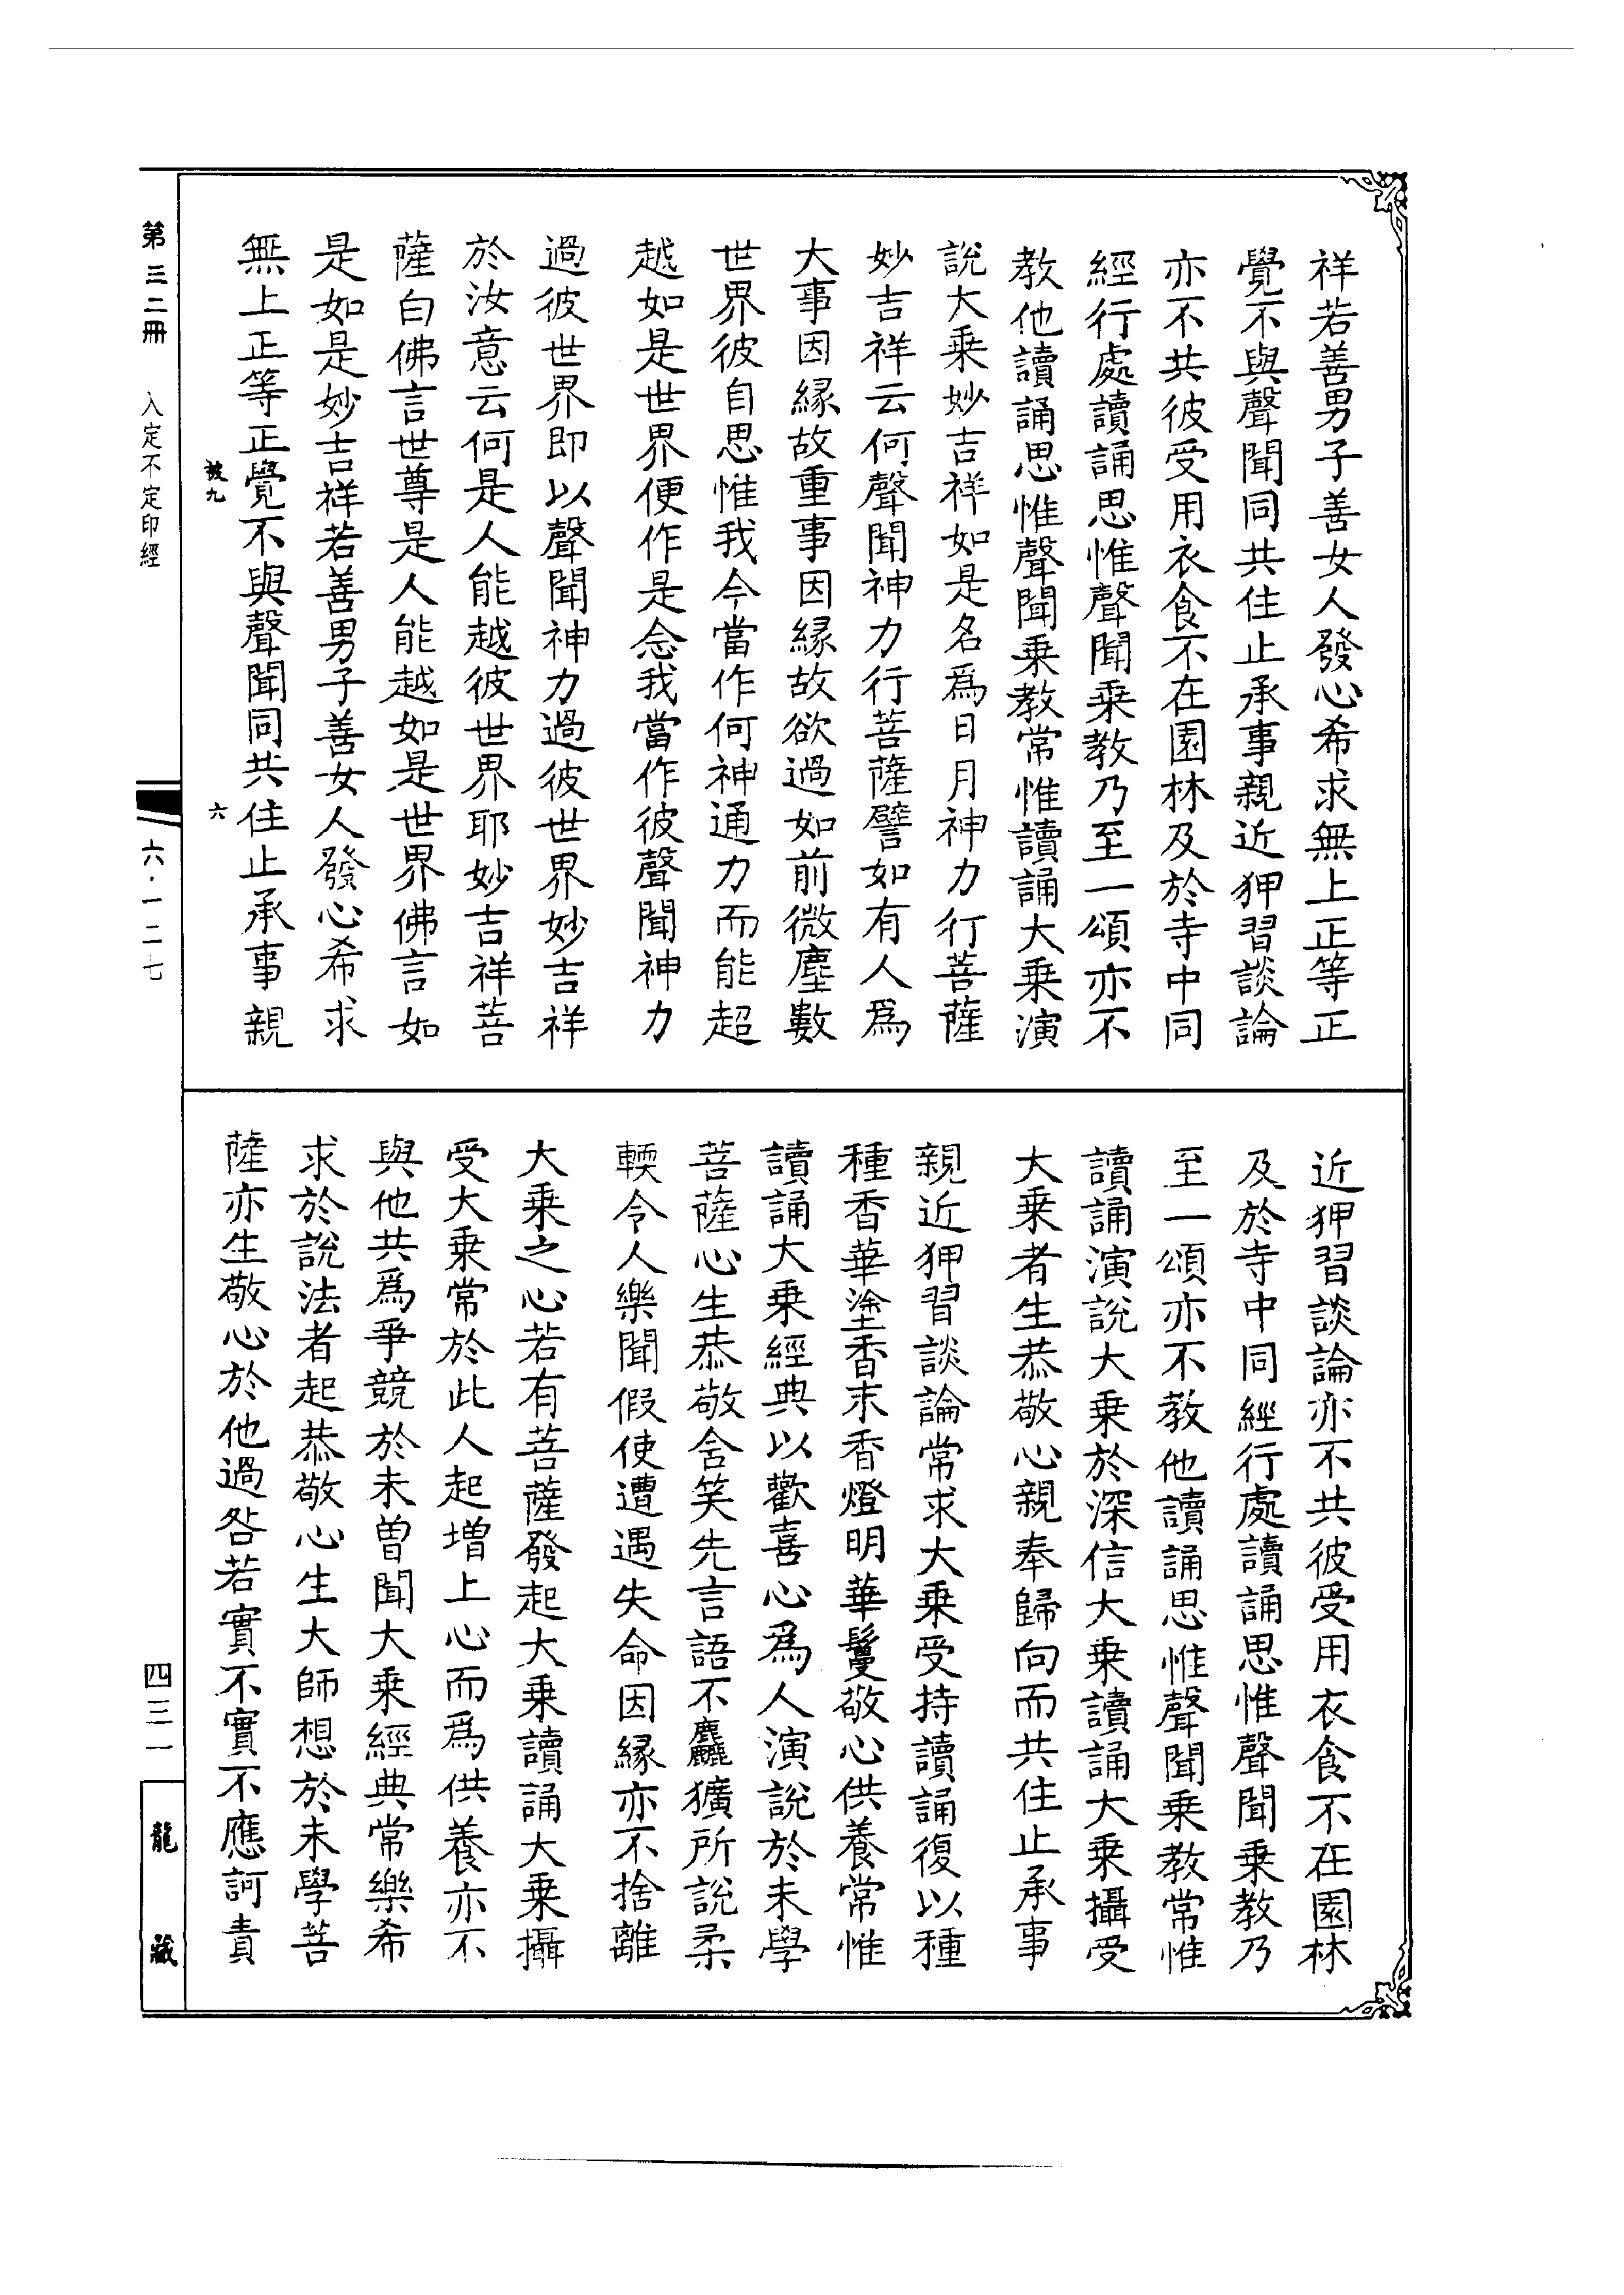 祥若善男子善女人發心希求無上正等正
覺不與聲聞同共住止承事親近狎習談論
亦不共彼受用衣食不在園林及於寺中同
經行處讀誦思惟聲聞乗教乃至一頌亦不
教他讀誦思惟聲聞乗教常惟讀誦大乗演
說大乗妙吉祥如是名爲日月神力行菩薩
妙吉祥云何聲聞神力行菩薩譬如有人爲
大事因縁故重事因縁故欲過如前微塵數
世界彼自思惟我今當作何神通力而能超
越如是世界便作是念我當作彼聲聞神力
過彼世界即以聲聞神力過彼世界妙吉祥
於汝意云何是人能越彼世界耶妙吉祥菩
薩白佛言世尊是人能越如是世界佛言如
是如是妙吉祥若善男子善女人發心希求
無上正等正覺不與聲聞同共住止承事親
被九
六
近狎習談論亦不共彼受用衣食不在園林
及於寺中同經行處讀誦思惟聲聞乗教乃
至一頌亦不教他讀誦思惟聲聞乗教常惟
讀誦演說大乗於深信大乗讀誦大乗攝受
大乗者生恭敬心親奉歸向而共住止承事
親近狎習談論常求大乗受持讀誦復以種
種香華塗香末香燈明華鬘敬心供養常惟
讀誦大乗經典以歡喜心爲人演說於未學
菩薩心生恭敬含笑先言語不麤獷所說柔
輭令人樂聞假使遭遇失命因縁亦不捨離
大乗之心若有菩薩發起大乗讀誦大乗攝
受大乗常於此人起增上心而爲供養亦不
與他共爲爭競於未曽聞大乗經典常樂希
求於說法者起恭敬心生大師想於未學菩
薩亦生敬心於他過咎若實不實不應訶責
第三二冊
入定不定印經
六·一二七
四三一
龍藏